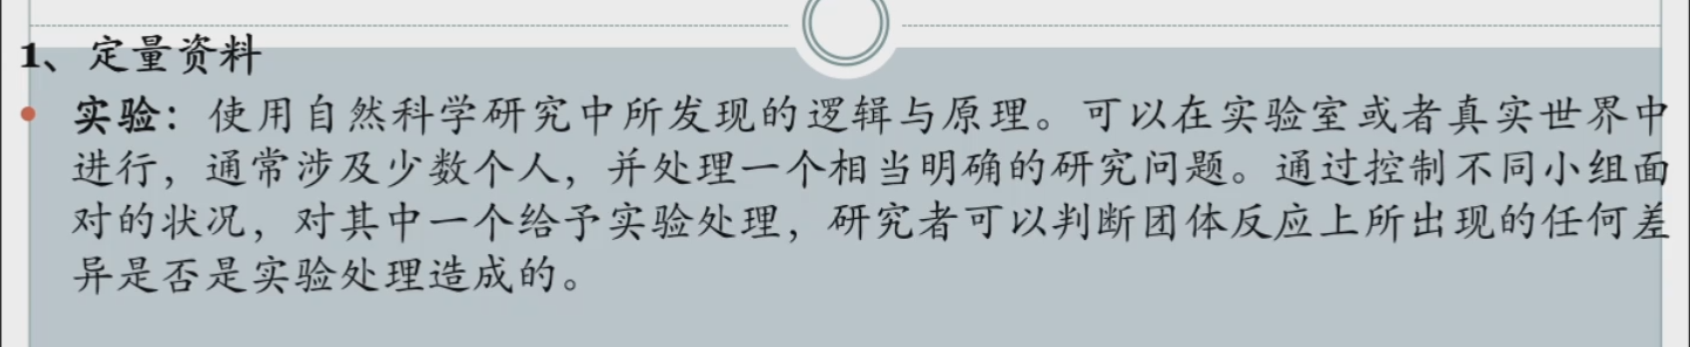 1、定量资料
实验：使用自然科学研究中所发现的逻辑与原理。可以在实验室或者真实世界中
进行，通常涉及少数个人，并处理一个相当明确的研究问题。通过控制不同小组面
对的状况，对其中一个给予实验处理，研究者可以判断团体反应上所出现的任何差
异是否是实验处理造成的。